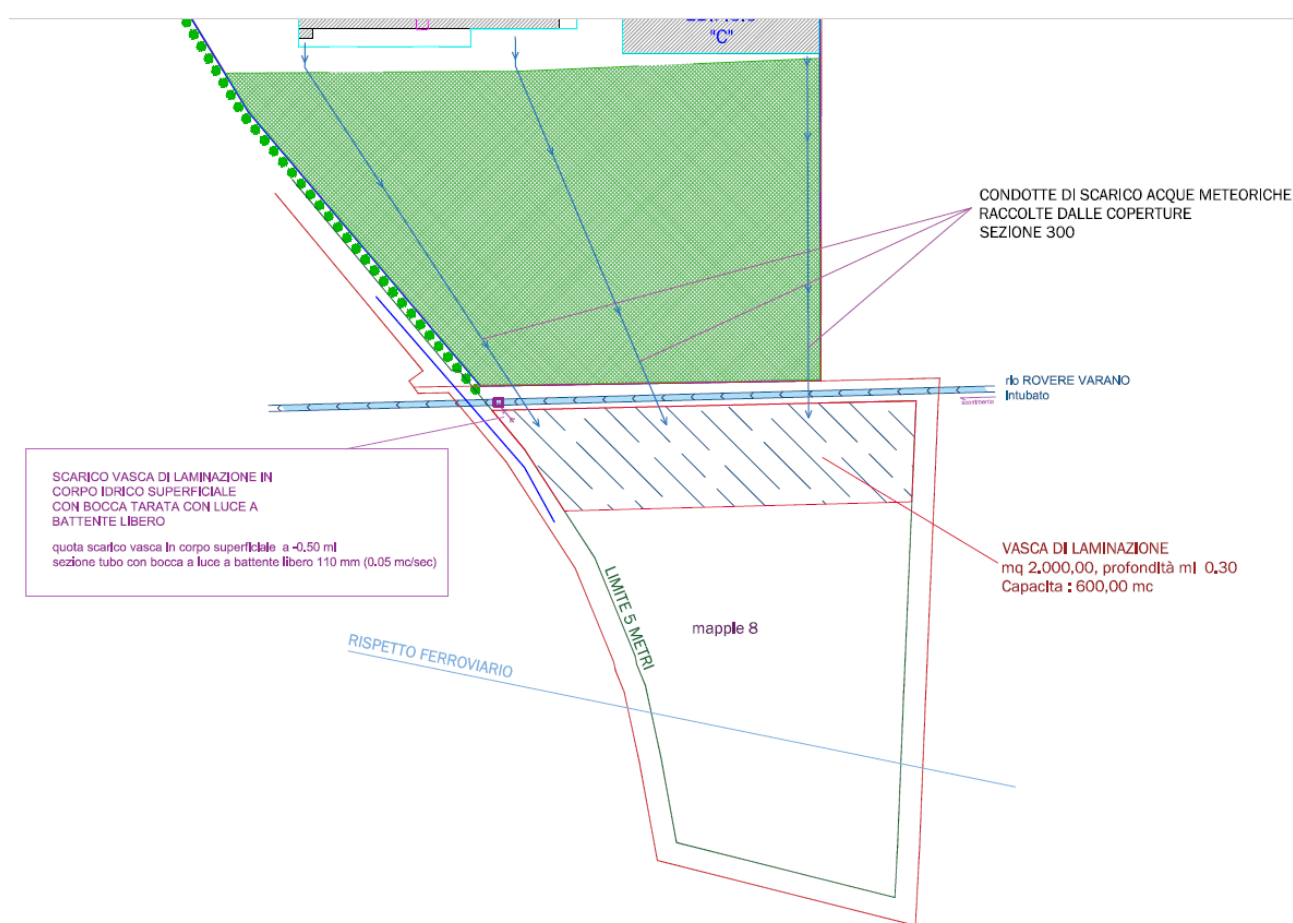 "C"
CONDOTTE DI SCARICO ACQUE METEORICHE
RACCOLTE DALLE COPERTURE
SEZIONE 300
rio ROVERE VARANO
Intubato
scorrimento
SCARICO VASCA DI LAMINAZIONE IN
CORPO IDRICO SUPERFICIALE
CON BOCCA TARATA CON LUCE A
BATTENTE LIBERO
quota scarico vasca in corpo superficiale a -0.50 ml
sezione tubo con bocca a luce a battente libero 110 mm (0.05 mc/sec)
VASCA DI LAMINAZIONE
mq 2.000,00, profondità ml 0.30
Capacita : 600,00 mc
LIMITE 5 METRI
mapple 8
RISPETTO FERROVIARIO